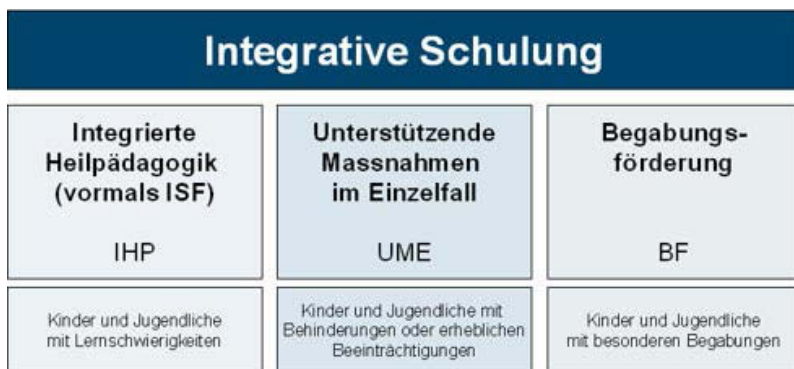 Integrative Schulung
Integrierte
Heilpädagogik
(vormals ISF)
IHP
Unterstützende
Massnahmen
im Einzelfall
UME
Begabungs-
förderung
BF
Kinder und Jugendliche
mit Lernschwierigkeiten
Kinder und Jugendliche mit
Behinderungen oder erheblichen
Beeinträchtigungen
Kinder und Jugendliche
mit besonderen Begabungen